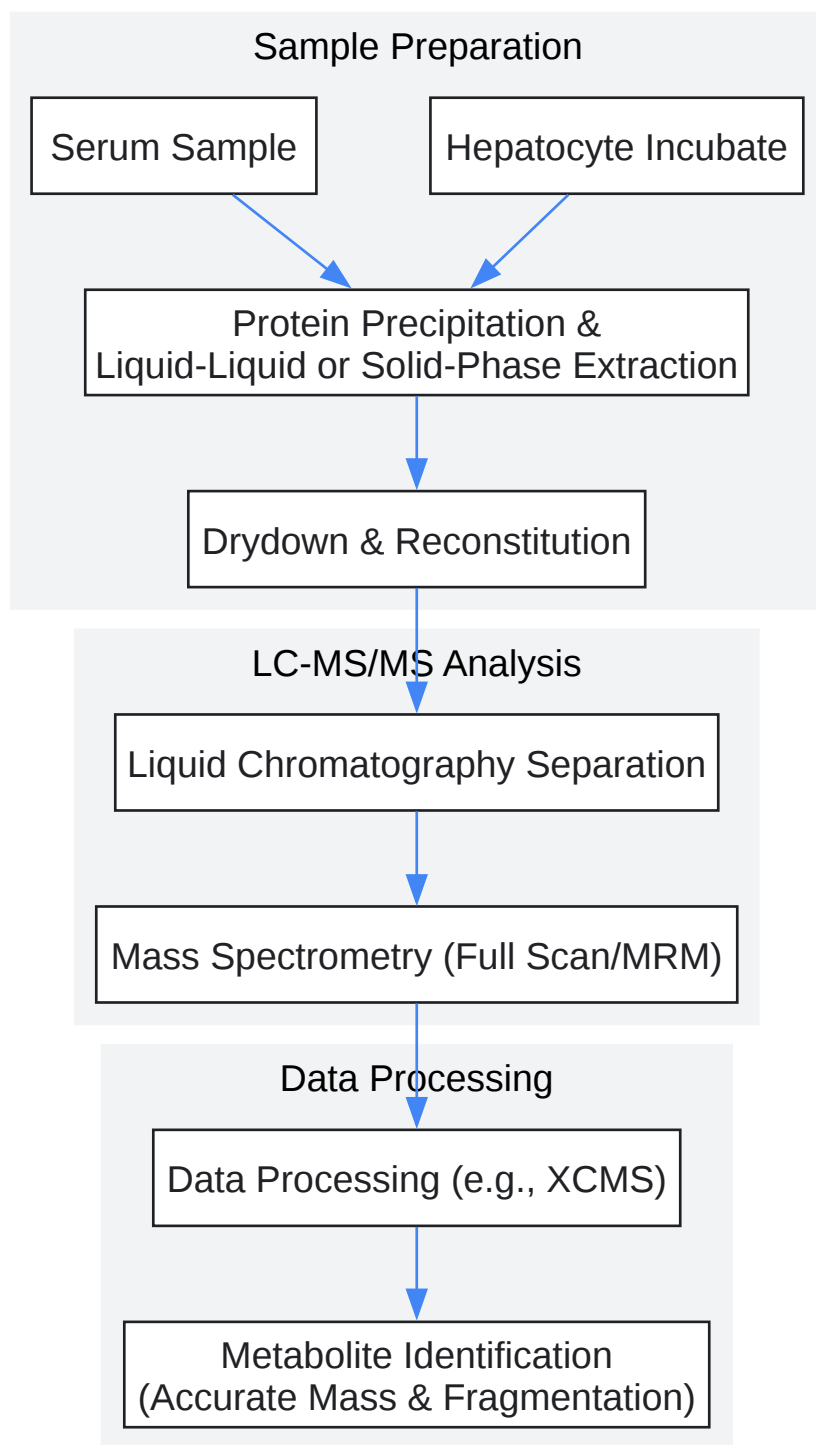 Sample Preparation
Serum Sample
Hepatocyte Incubate
Protein Precipitation &
Liquid-Liquid or Solid-Phase Extraction
Drydown & Reconstitution
LC-MS/MS Analysis
Liquid Chromatography Separation
Mass Spectrometry (Full Scan/MRM)
Data Processing
Data Processing (e.g., XCMS)
Metabolite Identification
(Accurate Mass & Fragmentation)